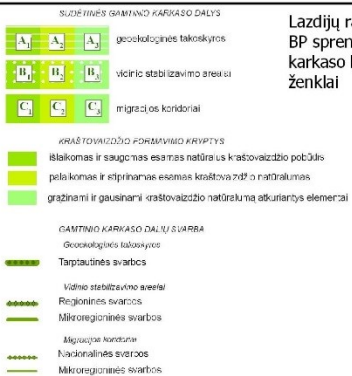 SUDĖTINĖS GAMTINIO KARKASO DALYS
A1 A2 A3 geoekologinės takoskyros
B1 B2 B3 vidinio stabilizavimo arealai
C1 C2 C3 migracijos koridoriai
Lazdijų r
BP spren
karkaso
ženklai
KRAŠTOVAIZDŽIO FORMAVIMO KRYPTYS
išlaikomas ir saugomas esamas natūralus kraštovaizdžio pobūdis
palaikomas ir stiprinamas esamas kraštovaizdžio natūralumas
grąžinami ir gausinami kraštovaizdžio natūralumą atkuriantys elementai
GAMTINIO KARKASO DALIŲ SVARBA
Geoekologinės takoskyros
Tarptautinės svarbos
Vidinio stabilizavimo arealai
Regioninės svarbos
Mikroregioninės svarbos
Migracijos koridoriai
Nacionalinės svarbos
Mikroregioninės svarbos